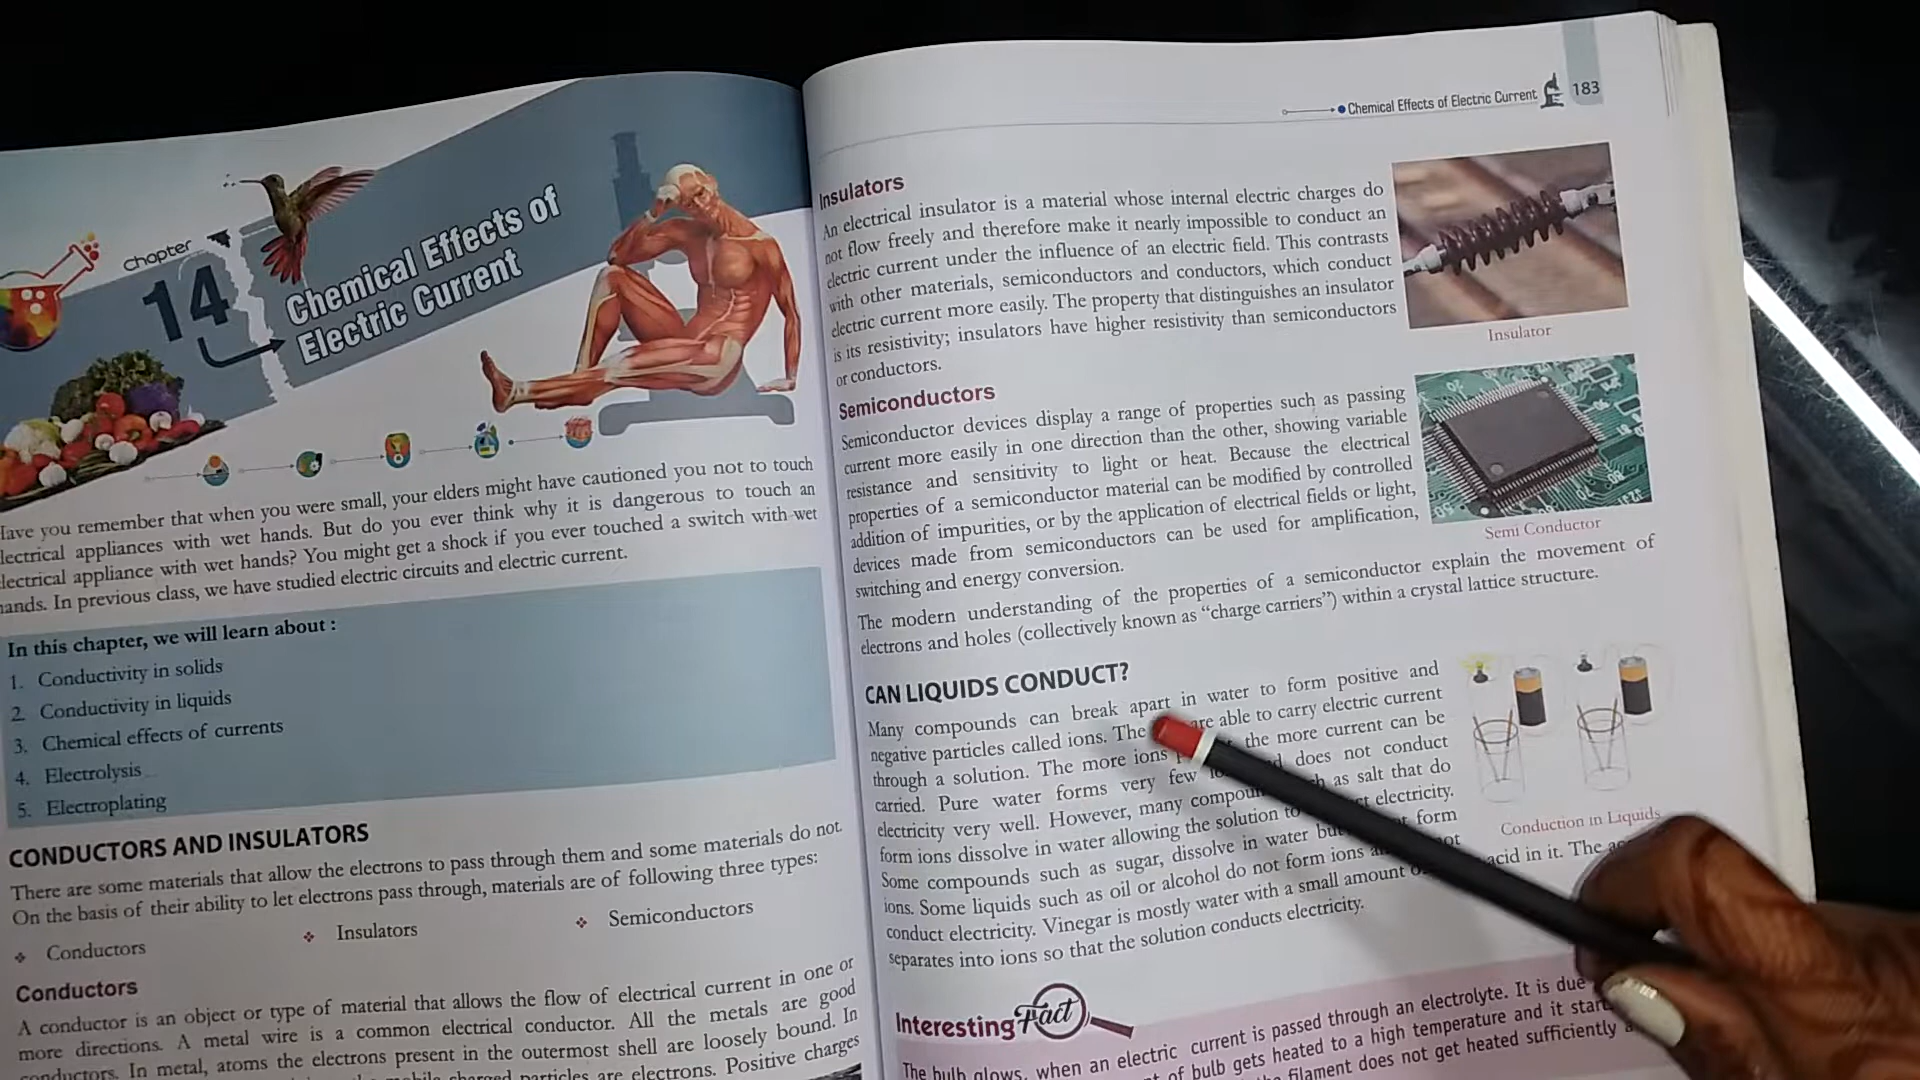 chapter
14
Chemical Effects of
Electric Current
Have you remember that when you were small, your elders might have cautioned you not to touch
electrical appliances with wet hands. But do you ever think why it is dangerous to touch an
electrical appliance with wet hands? You might get a shock if you ever touched a switch with wet
hands. In previous class, we have studied electric circuits and electric current.
In this chapter, we will learn about :
1. Conductivity in solids
2. Conductivity in liquids
3. Chemical effects of currents
4. Electrolysis
5. Electroplating
CONDUCTORS AND INSULATORS
There are some materials that allow the electrons to pass through them and some materials do not.
On the basis of their ability to let electrons pass through, materials are of following three types:
❖ Conductors
❖ Insulators
❖ Semiconductors
Conductors
A conductor is an object or type of material that allows the flow of electrical current in one or
more directions. A metal wire is a common electrical conductor. All the metals are good
conductors. In metal, atoms the electrons present in the outermost shell are loosely bound. In
mobile charged particles are electrons. Positive charges
Chemical Effects of Electric Current 183
Insulators
An electrical insulator is a material whose internal electric charges do
not flow freely and therefore make it nearly impossible to conduct an
electric current under the influence of an electric field. This contrasts
with other materials, semiconductors and conductors, which conduct
electric current more easily. The property that distinguishes an insulator
is its resistivity; insulators have higher resistivity than semiconductors
or conductors.
Insulator
Semiconductors
Semiconductor devices display a range of properties such as passing
current more easily in one direction than the other, showing variable
resistance and sensitivity to light or heat. Because the electrical
properties of a semiconductor material can be modified by controlled
addition of impurities, or by the application of electrical fields or light,
devices made from semiconductors can be used for amplification,
switching and energy conversion.
Semi Conductor
The modern understanding of the properties of a semiconductor explain the movement of
electrons and holes (collectively known as “charge carriers”) within a crystal lattice structure.
CAN LIQUIDS CONDUCT?
Many compounds can break apart in water to form positive and
negative particles called ions. The are able to carry electric current
through a solution. The more ions the more current can be
carried. Pure water forms very few does not conduct
electricity very well. However, many compoun as salt that do
form ions dissolve in water allowing the solution to electricity.
Some compounds such as sugar, dissolve in water but form
ions. Some liquids such as oil or alcohol do not form ions not
conduct electricity. Vinegar is mostly water with a small amount acid in it. The
separates into ions so that the solution conducts electricity.
Conduction in Liquids
Interesting Fact
The bulb glows, when an electric current is passed through an electrolyte. It is due
of bulb gets heated to a high temperature and it start
filament does not get heated sufficiently